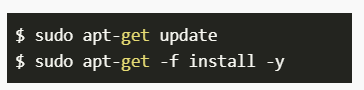 $ sudo apt-get update
$ sudo apt-get -f install -y